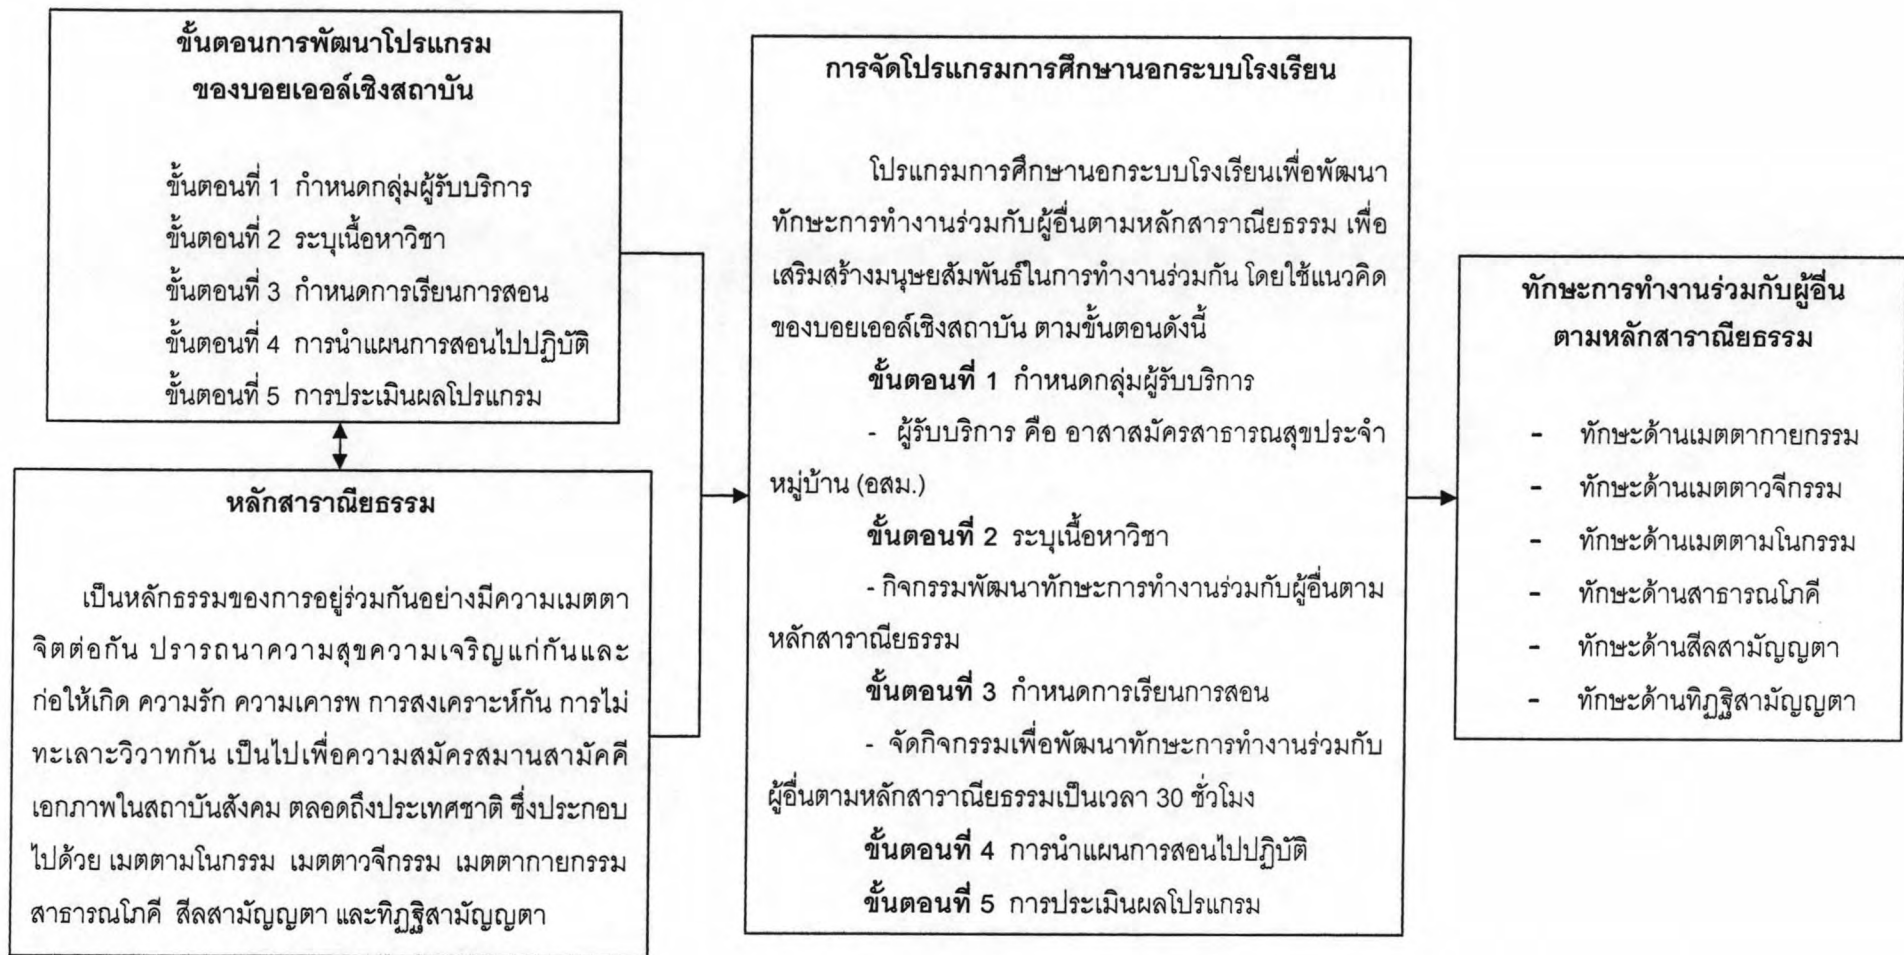 ขั้นตอนการพัฒนาโปรแกรม
ของบอยเออล์เชิงสถาบัน
ขั้นตอนที่ 1 กำหนดกลุ่มผู้รับบริการ
ขั้นตอนที่ 2 ระบุเนื้อหาวิชา
ขั้นตอนที่ 3 กำหนดการเรียนการสอน
ขั้นตอนที่ 4 การนำแผนการสอนไปปฏิบัติ
ขั้นตอนที่ 5 การประเมินผลโปรแกรม
หลักสาราณียธรรม
เป็นหลักธรรมของการอยู่ร่วมกันอย่างมีความเมตตา
จิตต่อกัน ปรารถนาความสุขความเจริญแก่กันและ
ก่อให้เกิด ความรัก ความเคารพ การสงเคราะห์กัน การไม่
ทะเลาะวิวาทกัน เป็นไปเพื่อความสมัครสมานสามัคคี
เอกภาพในสถาบันสังคม ตลอดถึงประเทศชาติ ซึ่งประกอบ
ไปด้วย เมตตามโนกรรม เมตตาวจีกรรม เมตตากายกรรม
สาธารณโภคี สีลสามัญญตา และทิฏฐิสามัญญตา
การจัดโปรแกรมการศึกษานอกระบบโรงเรียน
โปรแกรมการศึกษานอกระบบโรงเรียนเพื่อพัฒนา
ทักษะการทำงานร่วมกับผู้อื่นตามหลักสาราณียธรรม เพื่อ
เสริมสร้างมนุษยสัมพันธ์ในการทำงานร่วมกัน โดยใช้แนวคิด
ของบอยเออล์เชิงสถาบัน ตามขั้นตอนดังนี้
ขั้นตอนที่ 1 กำหนดกลุ่มผู้รับบริการ
- ผู้รับบริการ คือ อาสาสมัครสาธารณสุขประจำ
หมู่บ้าน (อสม.)
ขั้นตอนที่ 2 ระบุเนื้อหาวิชา
- กิจกรรมพัฒนาทักษะการทำงานร่วมกับผู้อื่นตาม
หลักสาราณียธรรม
ขั้นตอนที่ 3 กำหนดการเรียนการสอน
- จัดกิจกรรมเพื่อพัฒนาทักษะการทำงานร่วมกับ
ผู้อื่นตามหลักสาราณียธรรมเป็นเวลา 30 ชั่วโมง
ขั้นตอนที่ 4 การนำแผนการสอนไปปฏิบัติ
ขั้นตอนที่ 5 การประเมินผลโปรแกรม
ทักษะการทำงานร่วมกับผู้อื่น
ตามหลักสาราณียธรรม
- ทักษะด้านเมตตากายกรรม
- ทักษะด้านเมตตาวจีกรรม
- ทักษะด้านเมตตามโนกรรม
- ทักษะด้านสาธารณโภคี
- ทักษะด้านสีลสามัญญตา
- ทักษะด้านทิฏฐิสามัญญตา